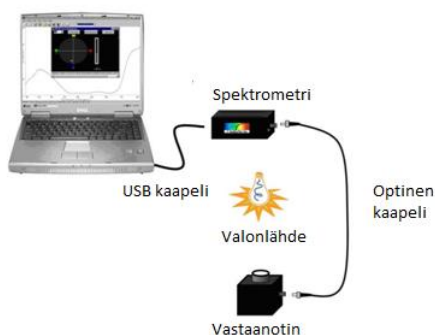 Spektrometri
USB kaapeli
Optinen
kaapeli
Valonlähde
Vastaanotin